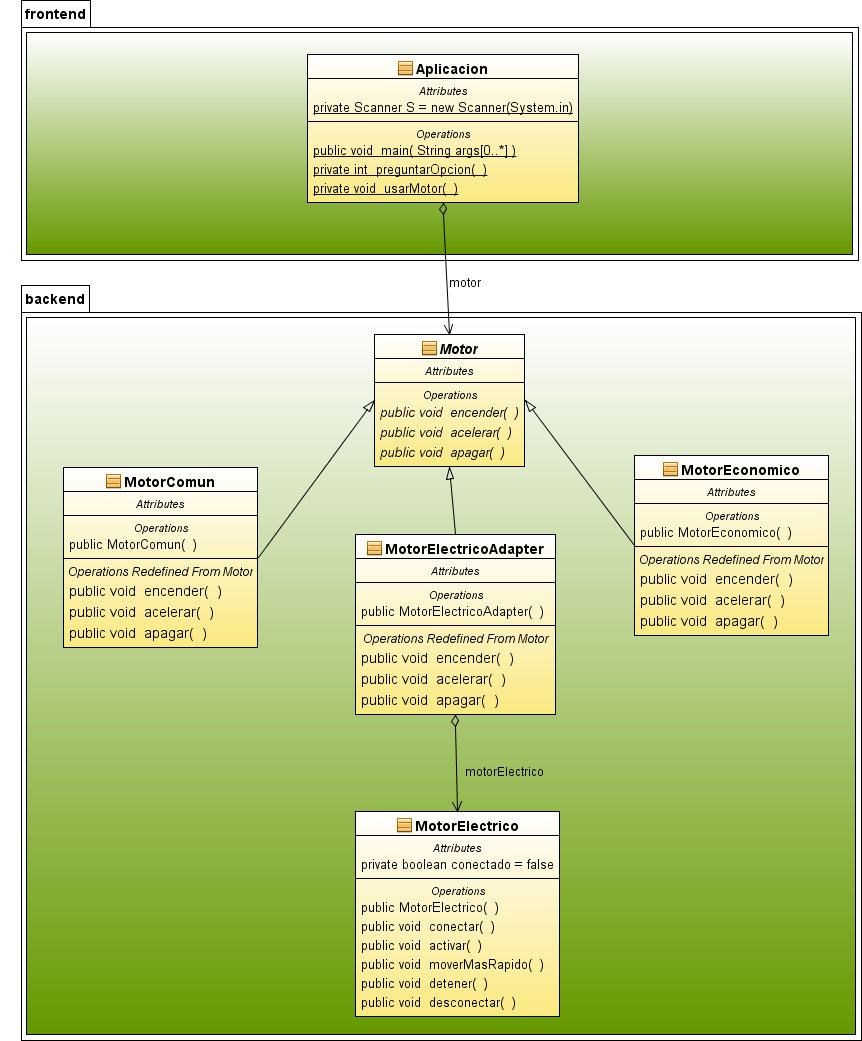 frontend
Aplicacion
Attributes
private Scanner S = new Scanner(System.in)
Operations
public void main( String args[0..*] )
private int preguntarOpcion( )
private void usarMotor( )
motor
backend
Motor
Attributes
Operations
public void encender( )
public void acelerar( )
public void apagar( )
MotorComun
Attributes
Operations
public MotorComun( )
Operations Redefined From Motor
public void encender( )
public void acelerar( )
public void apagar( )
MotorElectricoAdapter
Attributes
Operations
public MotorElectricoAdapter( )
Operations Redefined From Motor
public void encender( )
public void acelerar( )
public void apagar( )
MotorEconomico
Attributes
Operations
public MotorEconomico( )
Operations Redefined From Motor
public void encender( )
public void acelerar( )
public void apagar( )
motorElectrico
MotorElectrico
Attributes
private boolean conectado = false
Operations
public MotorElectrico( )
public void conectar( )
public void activar( )
public void moverMasRapido( )
public void detener( )
public void desconectar( )